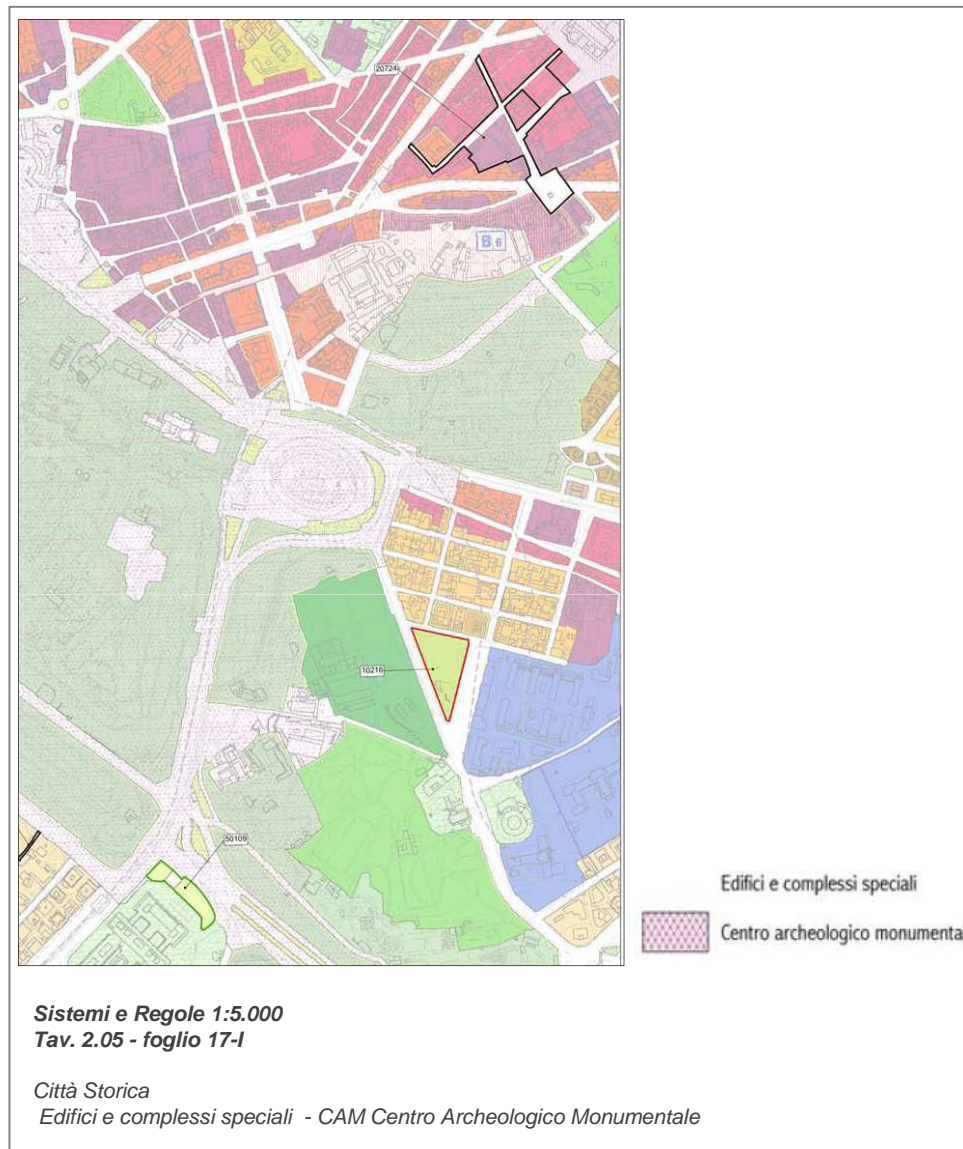 20724
B 6
10216
50109
Edifici e complessi speciali
Centro archeologico monumenta
Sistemi e Regole 1:5.000
Tav. 2.05 - foglio 17-I
Città Storica
Edifici e complessi speciali - CAM Centro Archeologico Monumentale